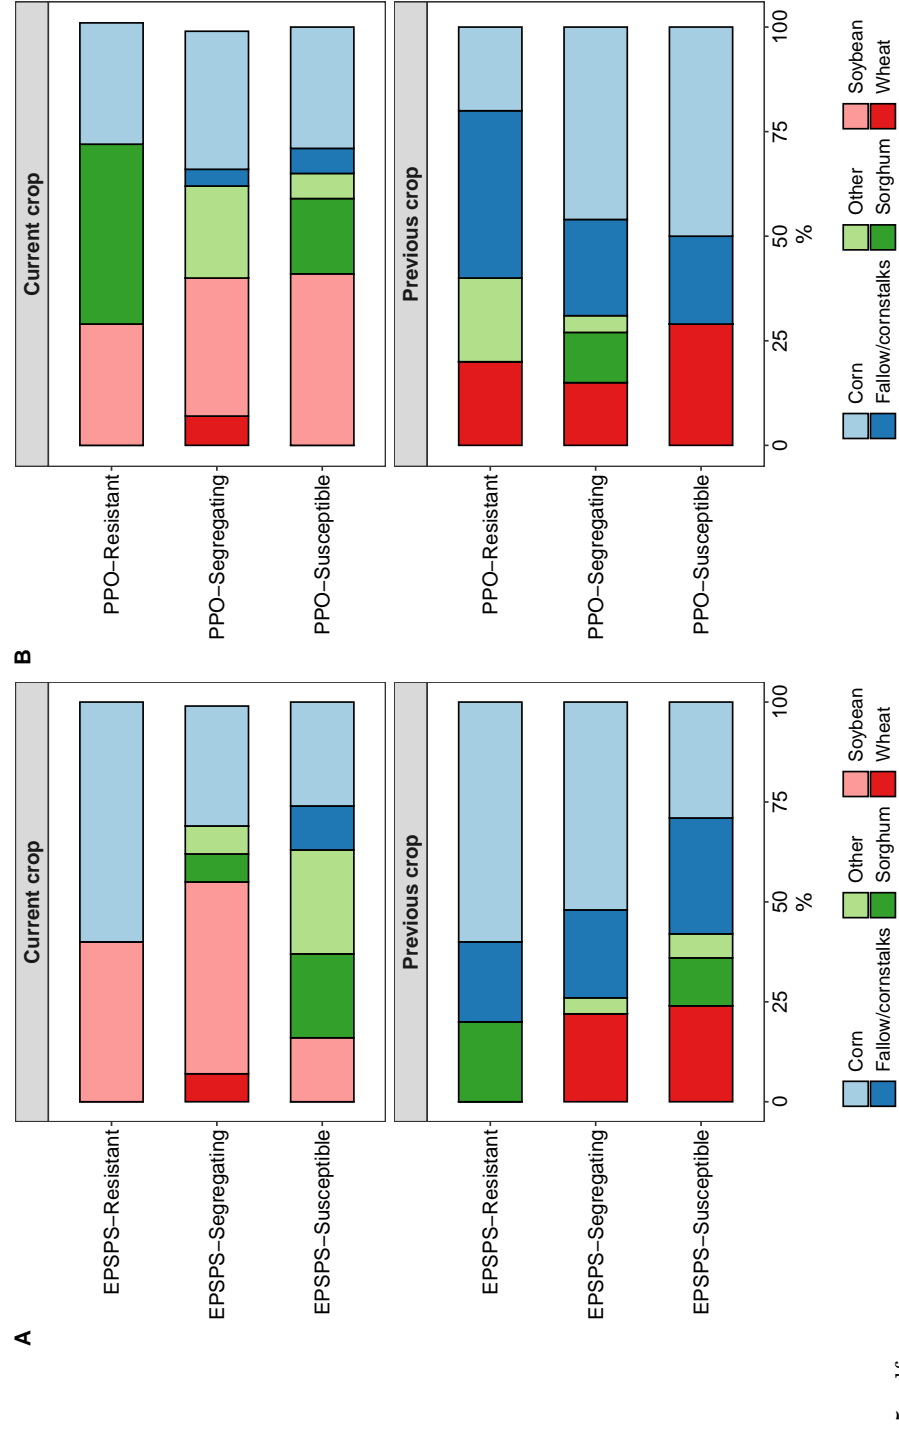 A
Current crop
EPSPS−Resistant
EPSPS−Segregating
EPSPS−Susceptible
Previous crop
EPSPS−Resistant
EPSPS−Segregating
EPSPS−Susceptible
0 25 50 75 100
%
Corn Other Soybean
Fallow/cornstalks Sorghum Wheat
B
Current crop
PPO−Resistant
PPO−Segregating
PPO−Susceptible
Previous crop
PPO−Resistant
PPO−Segregating
PPO−Susceptible
0 25 50 75 100
%
Corn Other Soybean
Fallow/cornstalks Sorghum Wheat